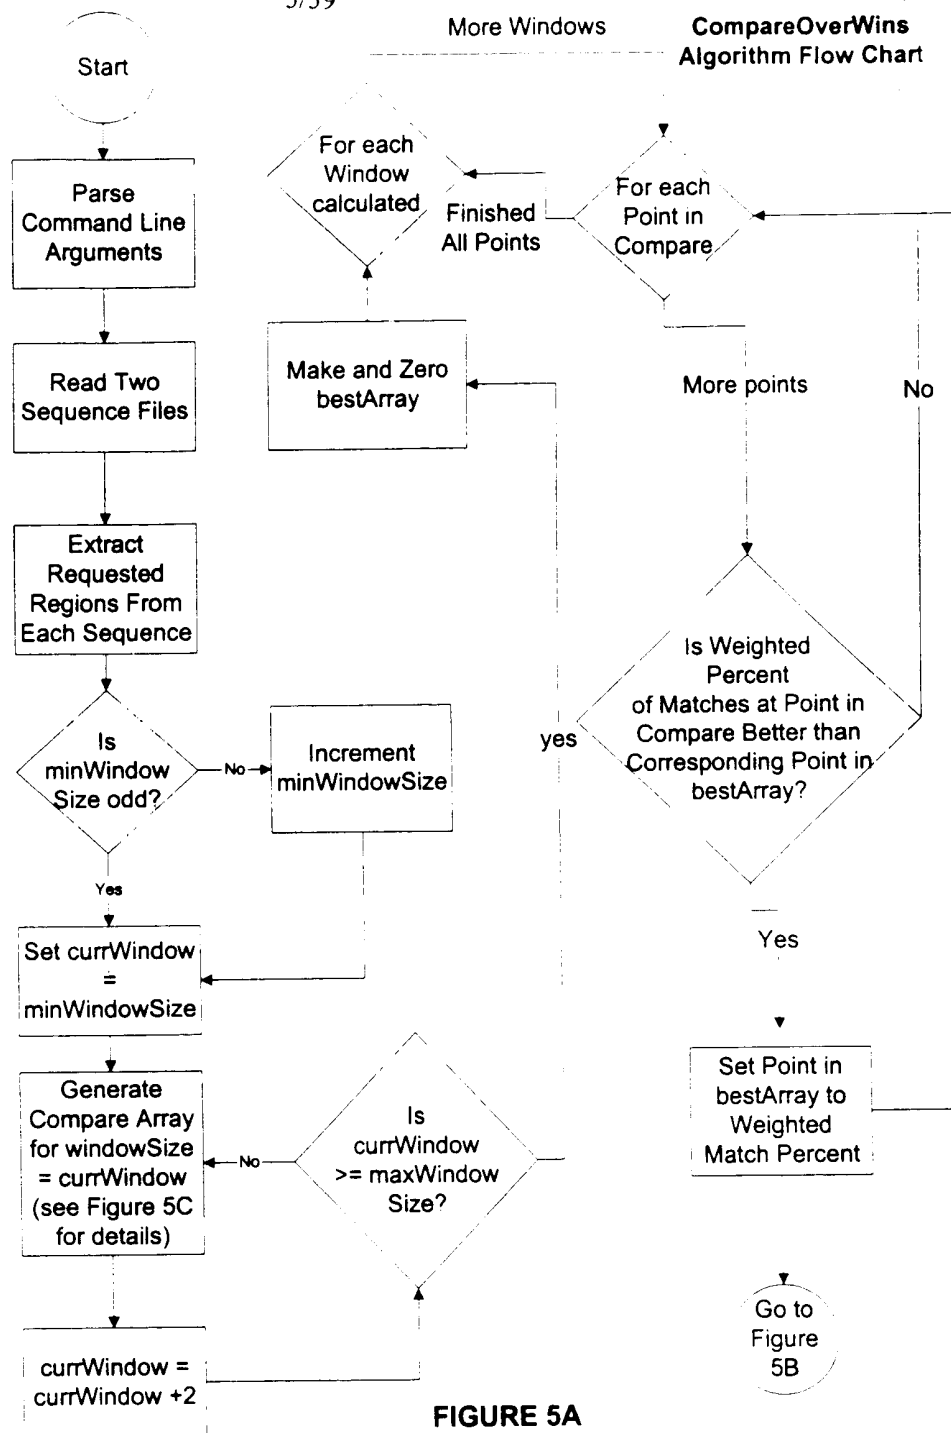 5/39
More Windows
CompareOverWins
Algorithm Flow Chart
Start
Parse
Command Line
Arguments
Read Two
Sequence Files
Extract
Requested
Regions From
Each Sequence
Is
minWindow
Size odd?
No
Increment
minWindowSize
Yes
Set currWindow
=
minWindowSize
Generate
Compare Array
for windowSize
= currWindow
(see Figure 5C
for details)
currWindow =
currWindow +2
Is
currWindow
>= maxWindow
Size?
No
yes
Make and Zero
bestArray
For each
Window
calculated
Finished
All Points
For each
Point in
Compare
More points
No
Is Weighted
Percent
of Matches at Point in
Compare Better than
Corresponding Point in
bestArray?
Yes
Set Point in
bestArray to
Weighted
Match Percent
Go to
Figure
5B
FIGURE 5A